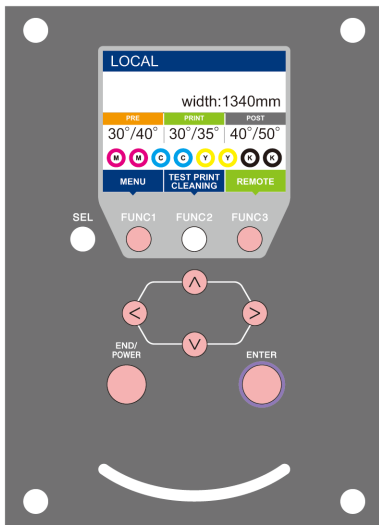 LOCAL
width:1340mm
PRE PRINT POST
30°/40° 30°/35° 40°/50°
M M C C Y Y K K
MENU TEST PRINT CLEANING REMOTE
SEL FUNC1 FUNC2 FUNC3
<
>
END/POWER ENTER